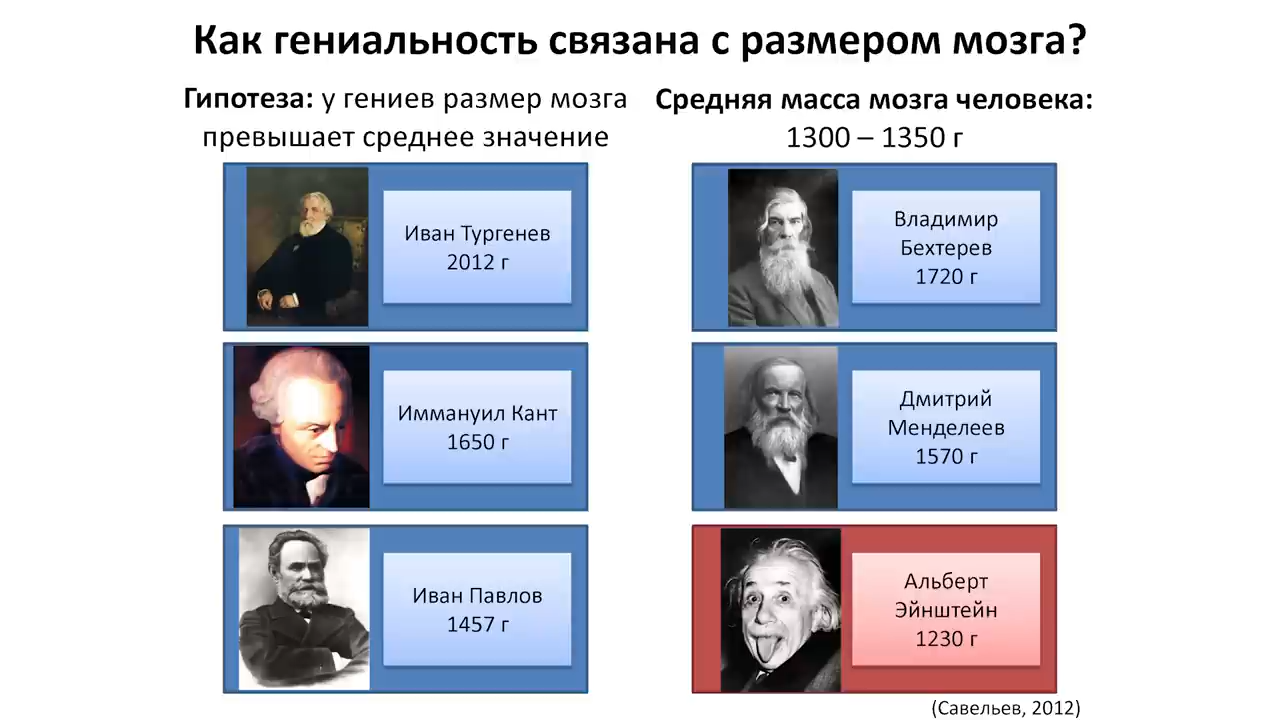 Как гениальность связана с размером мозга?
Гипотеза: у гениев размер мозга
превышает среднее значение
Средняя масса мозга человека:
1300 – 1350 г
Иван Тургенев
2012 г
Владимир
Бехтерев
1720 г
Иммануил Кант
1650 г
Дмитрий
Менделеев
1570 г
Иван Павлов
1457 г
Альберт
Эйнштейн
1230 г
(Савельев, 2012)